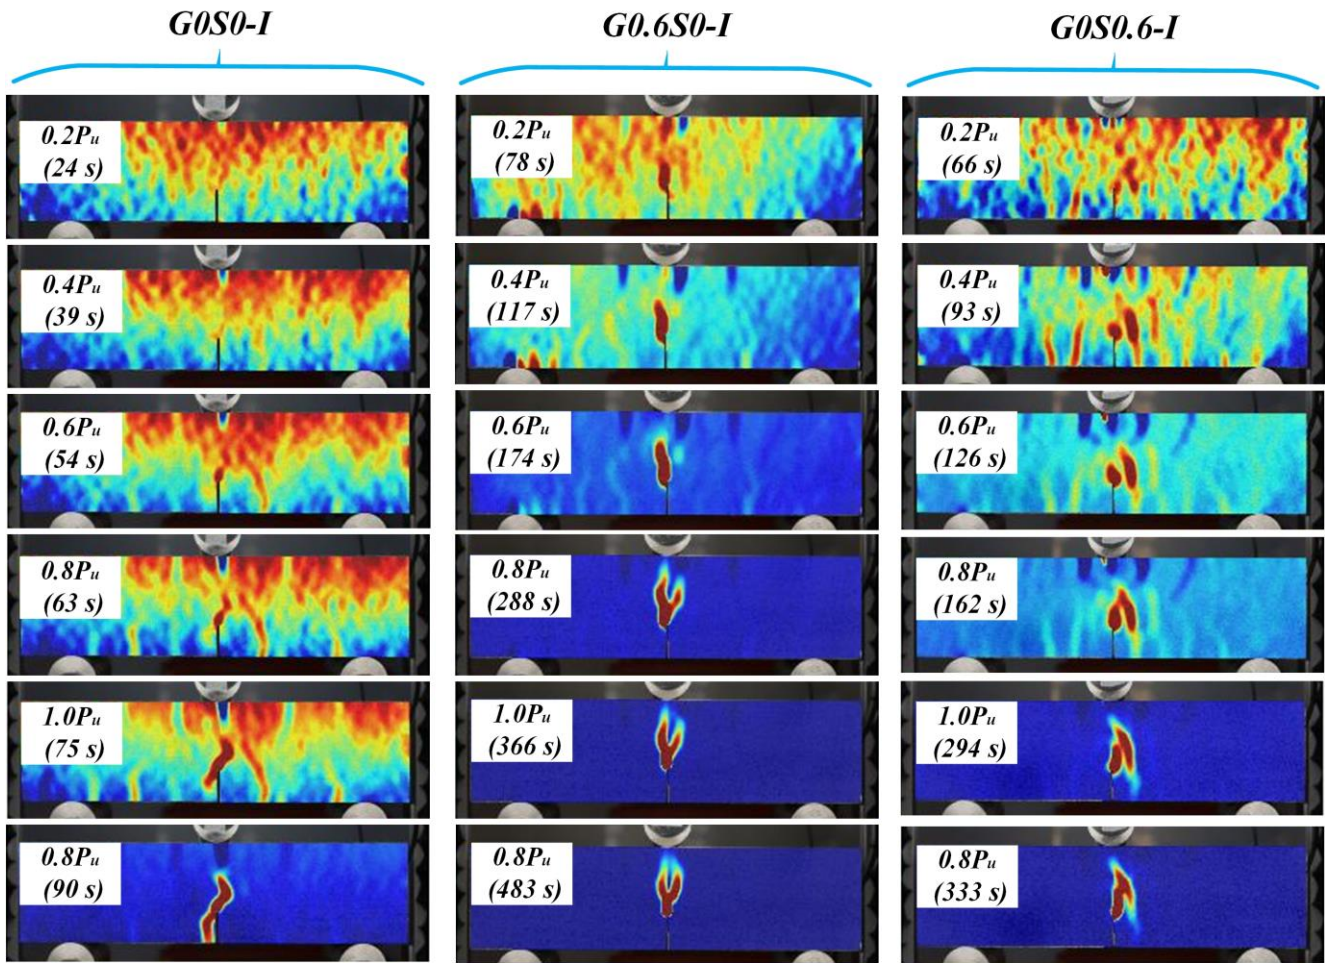 G0S0-I G0.6S0-I G0S0.6-I
0.2Pu 0.2Pu 0.2Pu
(24 s) (78 s) (66 s)
0.4Pu 0.4Pu 0.4Pu
(39 s) (117 s) (93 s)
0.6Pu 0.6Pu 0.6Pu
(54 s) (174 s) (126 s)
0.8Pu 0.8Pu 0.8Pu
(63 s) (288 s) (162 s)
1.0Pu 1.0Pu 1.0Pu
(75 s) (366 s) (294 s)
0.8Pu 0.8Pu 0.8Pu
(90 s) (483 s) (333 s)